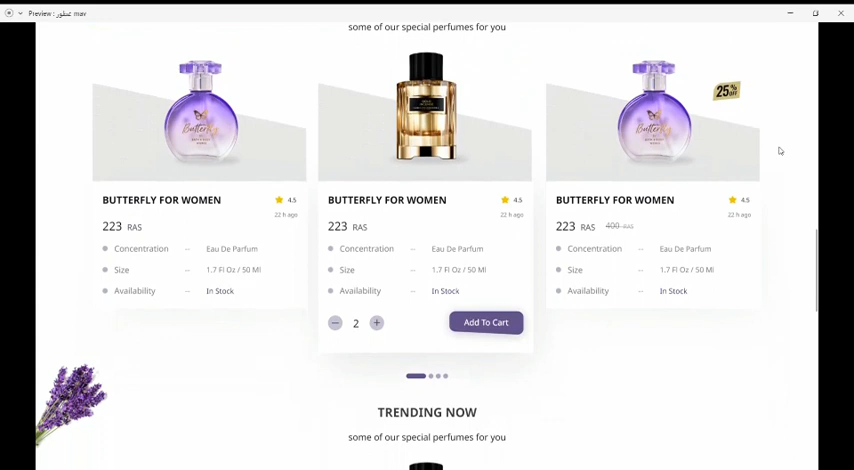 Preview : عطور mav
some of our special perfumes for you
Butterfly
Butterfly
25% off
BUTTERFLY FOR WOMEN 4.5
22 h ago
223 RAS
Concentration -- Eau De Parfum
Size -- 1.7 Fl Oz / 50 Ml
Availability -- In Stock
BUTTERFLY FOR WOMEN 4.5
22 h ago
223 RAS
Concentration -- Eau De Parfum
Size -- 1.7 Fl Oz / 50 Ml
Availability -- In Stock
2 Add To Cart
BUTTERFLY FOR WOMEN 4.5
22 h ago
223 RAS 400 RAS
Concentration -- Eau De Parfum
Size -- 1.7 Fl Oz / 50 Ml
Availability -- In Stock
TRENDING NOW
some of our special perfumes for you